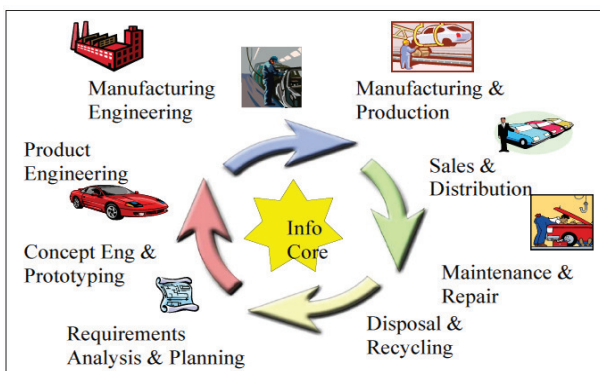 Manufacturing
Engineering
Manufacturing &
Production
Product
Engineering
Sales &
Distribution
Info
Core
Concept Eng &
Prototyping
Maintenance &
Repair
Requirements
Analysis & Planning
Disposal &
Recycling